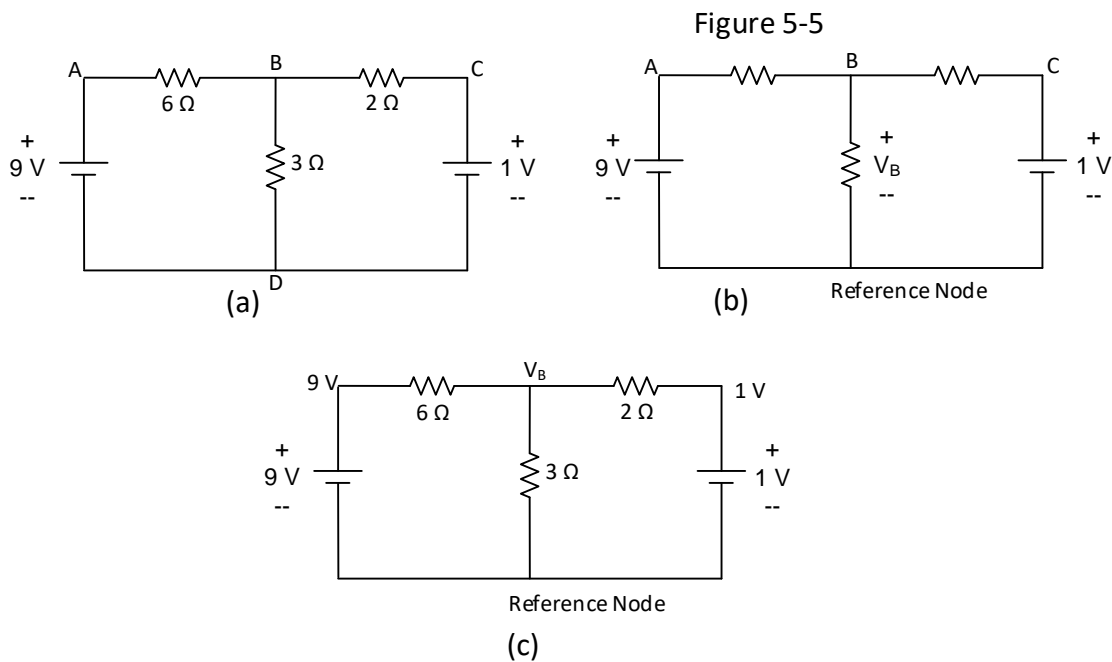 Figure 5-5
A
B
C
6 Ω
2 Ω
+
9 V
--
3 Ω
+
1 V
--
D
(a)
A
B
C
+
9 V
--
+
V_B
--
+
1 V
--
Reference Node
(b)
9 V
V_B
1 V
6 Ω
2 Ω
+
9 V
--
3 Ω
+
1 V
--
Reference Node
(c)